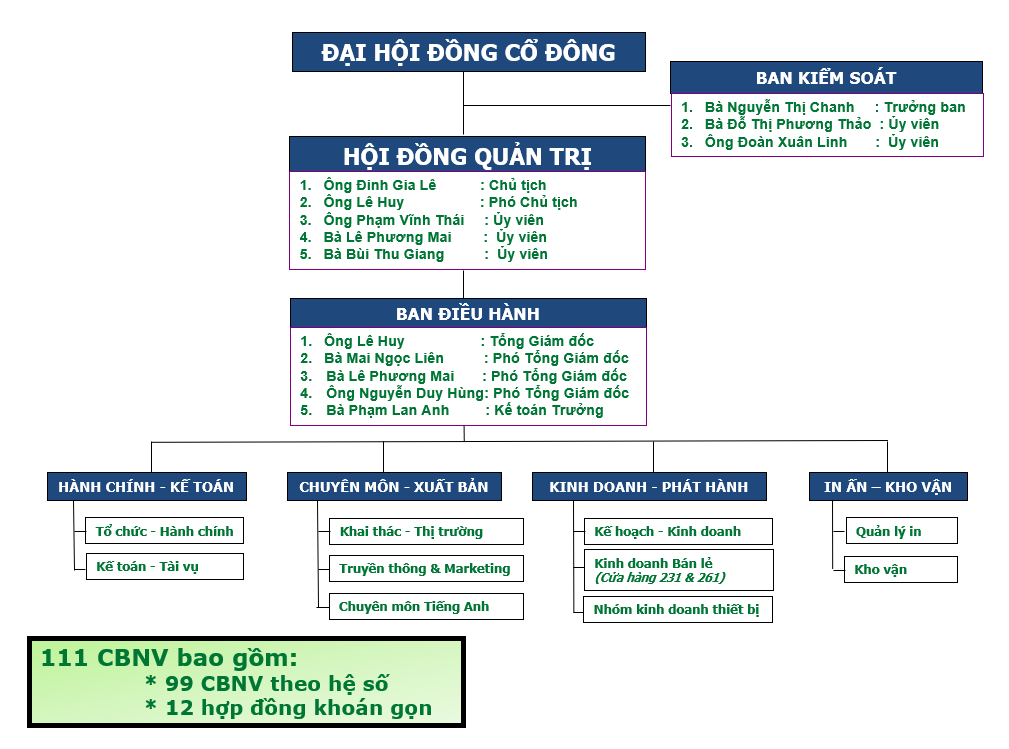 ĐẠI HỘI ĐỒNG CỔ ĐÔNG
BAN KIỂM SOÁT
1. Bà Nguyễn Thị Chanh : Trưởng ban
2. Bà Đỗ Thị Phương Thảo : Ủy viên
3. Ông Đoàn Xuân Linh : Ủy viên
HỘI ĐỒNG QUẢN TRỊ
1. Ông Đinh Gia Lê : Chủ tịch
2. Ông Lê Huy : Phó Chủ tịch
3. Ông Phạm Vĩnh Thái : Ủy viên
4. Bà Lê Phương Mai : Ủy viên
5. Bà Bùi Thu Giang : Ủy viên
BAN ĐIỀU HÀNH
1. Ông Lê Huy : Tổng Giám đốc
2. Bà Mai Ngọc Liên : Phó Tổng Giám đốc
3. Bà Lê Phương Mai : Phó Tổng Giám đốc
4. Ông Nguyễn Duy Hùng: Phó Tổng Giám đốc
5. Bà Phạm Lan Anh : Kế toán Trưởng
HÀNH CHÍNH - KẾ TOÁN
Tổ chức - Hành chính
Kế toán - Tài vụ
CHUYÊN MÔN - XUẤT BẢN
Khai thác - Thị trường
Truyền thông & Marketing
Chuyên môn Tiếng Anh
KINH DOANH - PHÁT HÀNH
Kế hoạch - Kinh doanh
Kinh doanh Bán lẻ
(Cửa hàng 231 & 261)
Nhóm kinh doanh thiết bị
IN ẤN – KHO VẬN
Quản lý in
Kho vận
111 CBNV bao gồm:
* 99 CBNV theo hệ số
* 12 hợp đồng khoán gọn